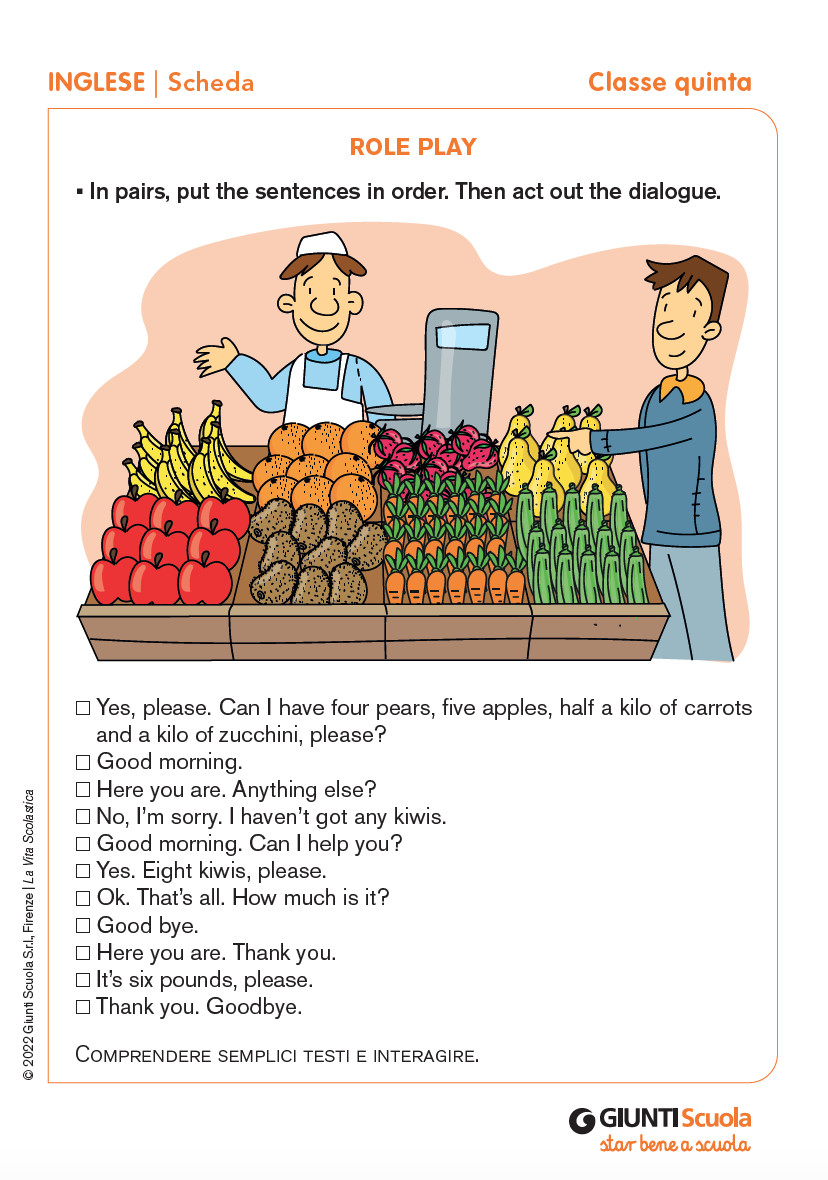 INGLESE | Scheda
Classe quinta
ROLE PLAY
▪ In pairs, put the sentences in order. Then act out the dialogue.
□ Yes, please. Can I have four pears, five apples, half a kilo of carrots
and a kilo of zucchini, please?
□ Good morning.
□ Here you are. Anything else?
□ No, I'm sorry. I haven't got any kiwis.
□ Good morning. Can I help you?
□ Yes. Eight kiwis, please.
□ Ok. That's all. How much is it?
□ Good bye.
□ Here you are. Thank you.
□ It's six pounds, please.
□ Thank you. Goodbye.
COMPRENDERE SEMPLICI TESTI E INTERAGIRE.
© 2022 Giunti Scuola S.r.l., Firenze | La Vita Scolastica
GIUNTI Scuola
star bene a scuola